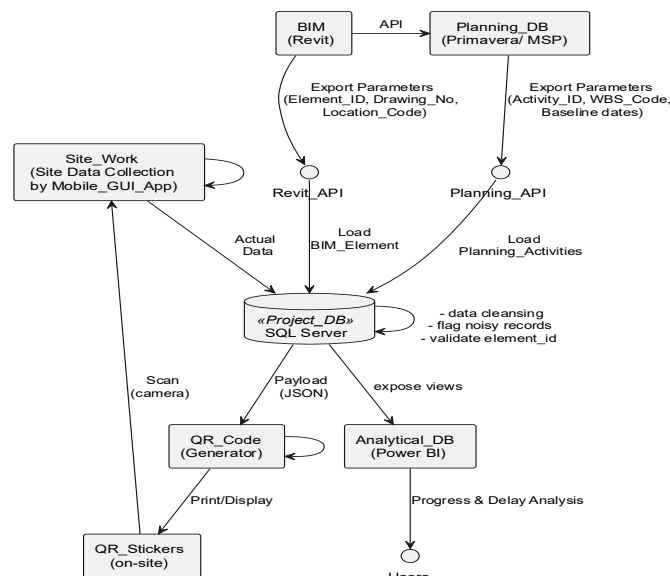 BIM
(Revit)
API
Planning_DB
(Primavera/ MSP)
Export Parameters
(Element_ID, Drawing_No,
Location_Code)
Export Parameters
(Activity_ID, WBS_Code,
Baseline dates)
Site_Work
(Site Data Collection
by Mobile_GUI_App)
Revit_API
Planning_API
Actual
Data
Load
BIM_Element
Load
Planning_Activities
«Project_DB»
SQL Server
- data cleansing
- flag noisy records
- validate element_id
Scan
(camera)
Payload
(JSON)
expose views
QR_Code
(Generator)
Analytical_DB
(Power BI)
Print/Display
Progress & Delay Analysis
QR_Stickers
(on-site)